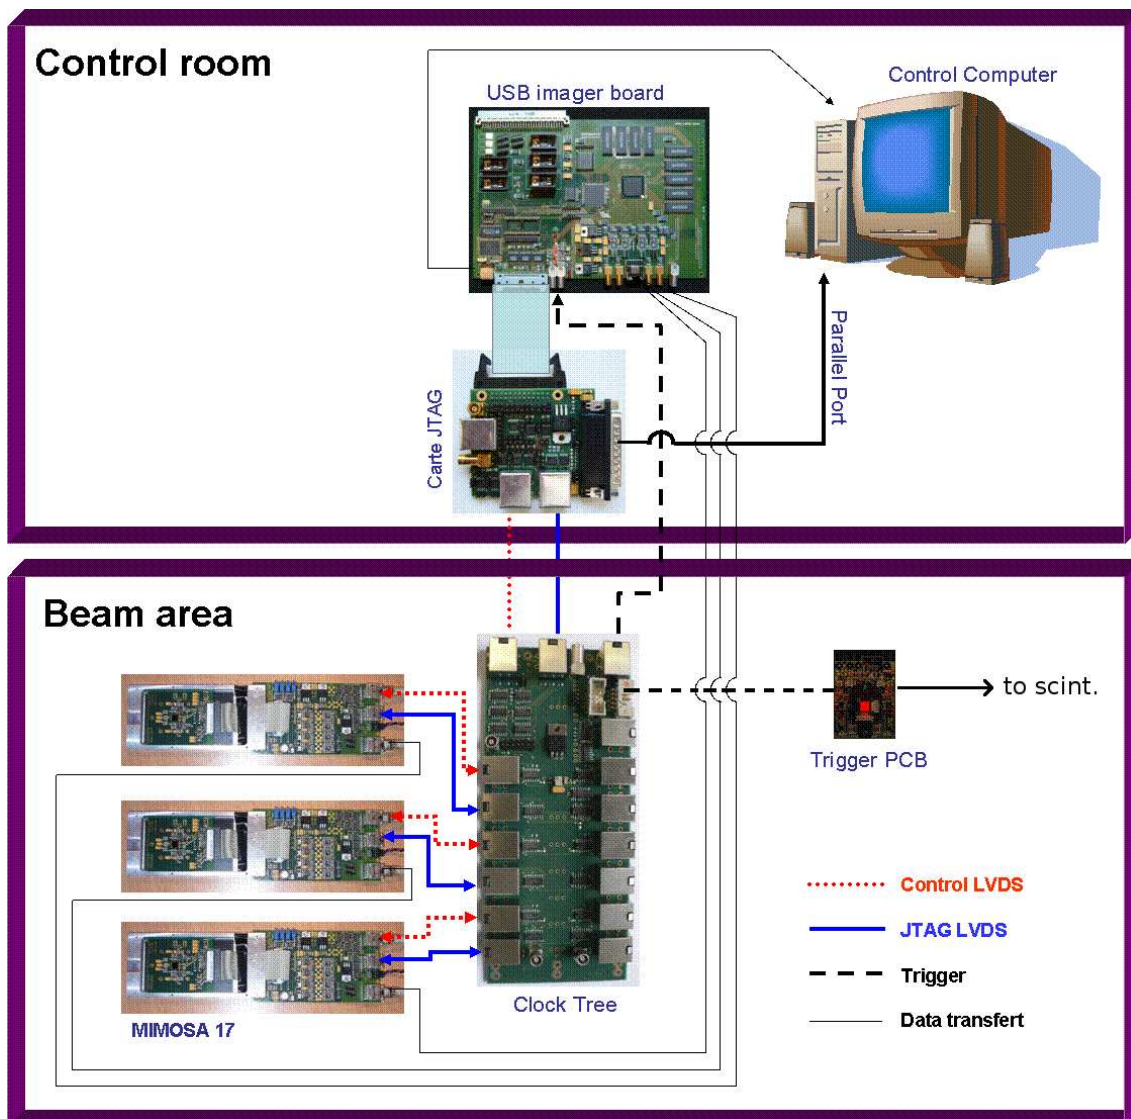 Control room
Control Computer
USB imager board
Parallel Port
Carte JTAG
Beam area
to scint.
Trigger PCB
Control LVDS
JTAG LVDS
Trigger
Data transfert
Clock Tree
MIMOSA 17